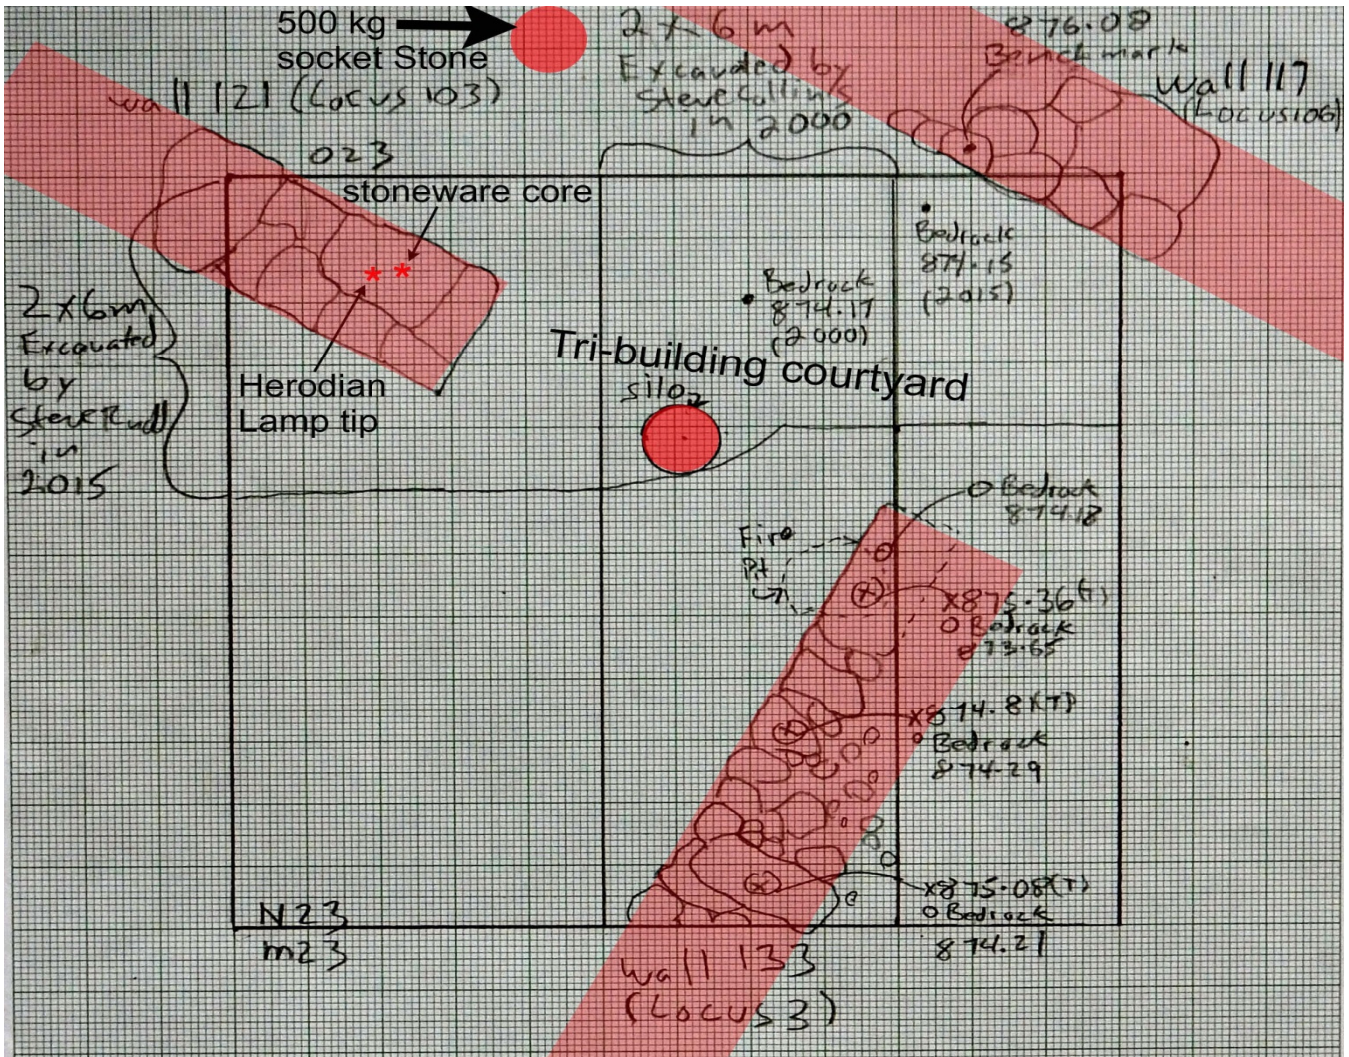 500 kg
socket Stone
2 x 6 m
Excavated by
Steve Collins
in 2000
876.08
Benchmark
wall 117
(Locus 106)
wall 121 (Locus 103)
023
stoneware core
Bedrock
874.15
(2015)
Bedrock
874.17
(2000)
2x6m
Excavated
by
Steve Rudd
in
2015
Herodian
Lamp tip
Tri-building courtyard
silo
Bedrock
874.18
Fire
Pit
x875.36(T)
Bedrock
873.65
x874.8(T)
Bedrock
874.29
x875.08(T)
Bedrock
874.21
N23
m23
wall 133
(Locus 3)